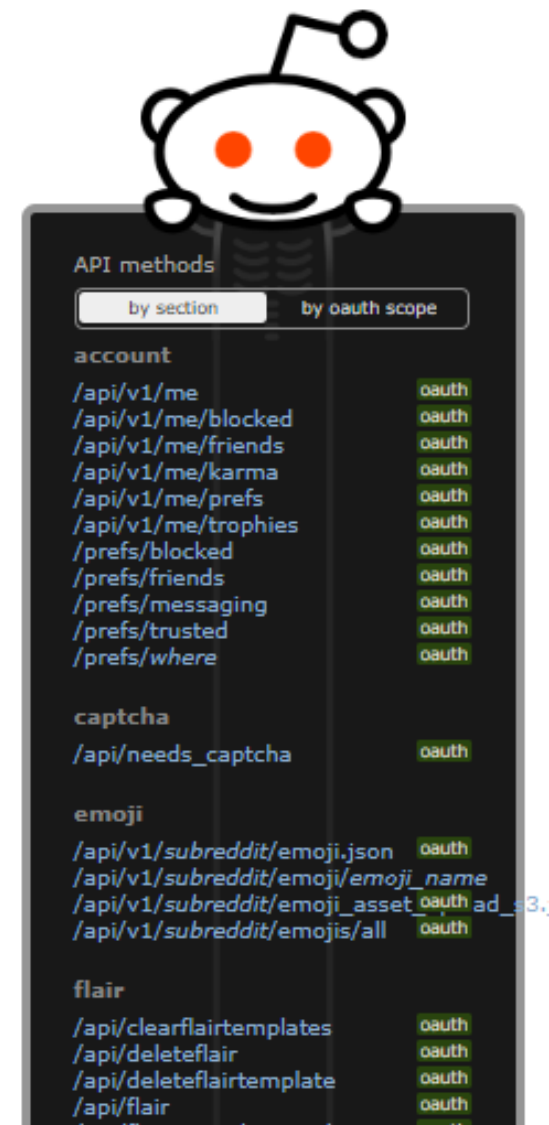 API methods
by section by oauth scope
account
/api/v1/me oauth
/api/v1/me/blocked oauth
/api/v1/me/friends oauth
/api/v1/me/karma oauth
/api/v1/me/prefs oauth
/api/v1/me/trophies oauth
/prefs/blocked oauth
/prefs/friends oauth
/prefs/messaging oauth
/prefs/trusted oauth
/prefs/where oauth
captcha
/api/needs_captcha oauth
emoji
/api/v1/subreddit/emoji.json oauth
/api/v1/subreddit/emoji/emoji_name
/api/v1/subreddit/emoji_asset_ oauth ad_s3.
/api/v1/subreddit/emojis/all oauth
flair
/api/clearflairtemplates oauth
/api/deleteflair oauth
/api/deleteflairtemplate oauth
/api/flair oauth